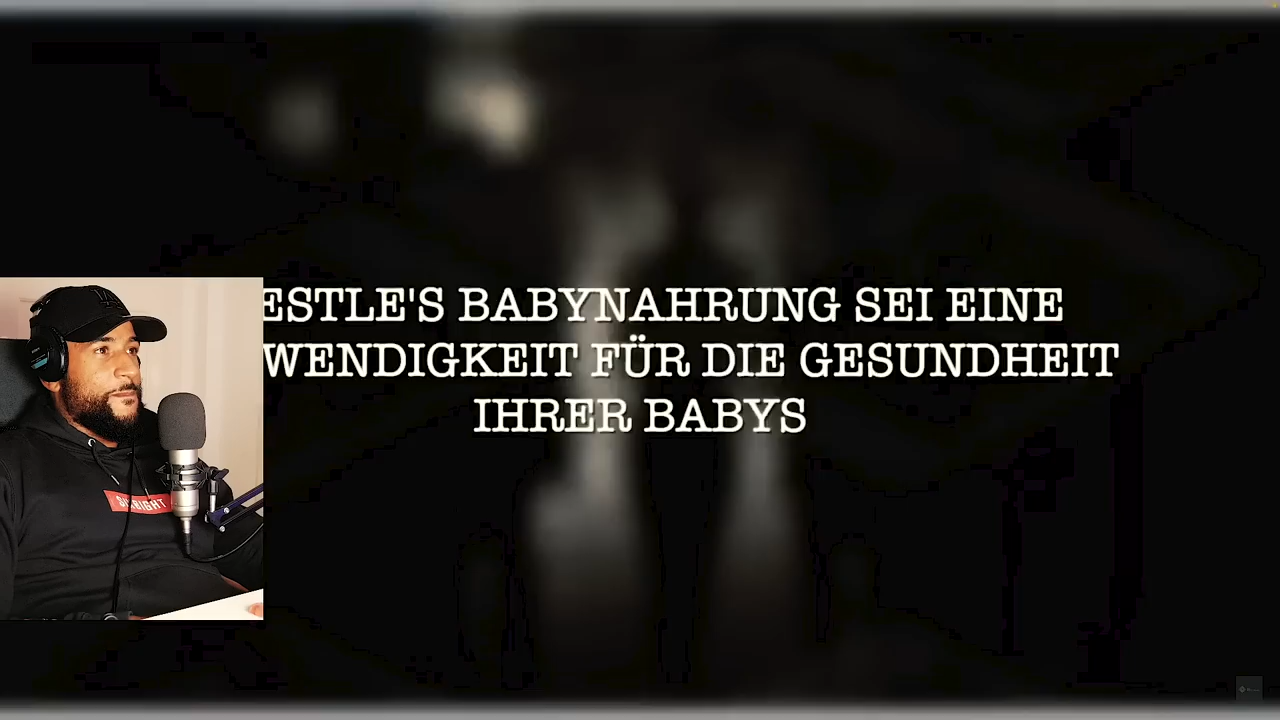 ESTLE'S BABYNAHRUNG SEI EINE
WENDIGKEIT FÜR DIE GESUNDHEIT
IHRER BABYS